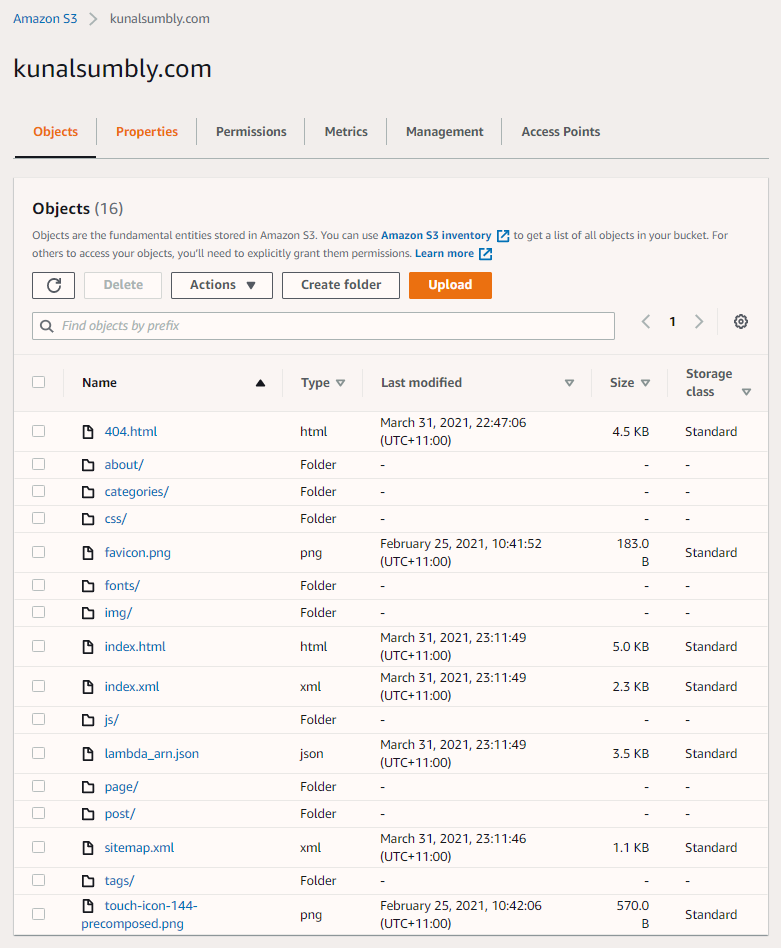 Amazon S3 > kunalsumbly.com
kunalsumbly.com
Objects Properties Permissions Metrics Management Access Points
Objects (16)
Objects are the fundamental entities stored in Amazon S3. You can use Amazon S3 inventory to get a list of all objects in your bucket. For
others to access your objects, you'll need to explicitly grant them permissions. Learn more
Delete Actions Create folder Upload
Find objects by prefix 1
Name Type Last modified Size Storage
class
404.html html March 31, 2021, 22:47:06
(UTC+11:00) 4.5 KB Standard
about/ Folder - - -
categories/ Folder - - -
css/ Folder - - -
favicon.png png February 25, 2021, 10:41:52 183.0
(UTC+11:00) B Standard
fonts/ Folder - - -
img/ Folder - - -
index.html html March 31, 2021, 23:11:49
(UTC+11:00) 5.0 KB Standard
index.xml xml March 31, 2021, 23:11:49
(UTC+11:00) 2.3 KB Standard
js/ Folder - - -
lambda_arn.json json March 31, 2021, 23:11:49
(UTC+11:00) 3.5 KB Standard
page/ Folder - - -
post/ Folder - - -
sitemap.xml xml March 31, 2021, 23:11:46
(UTC+11:00) 1.1 KB Standard
tags/ Folder - - -
touch-icon-144- png February 25, 2021, 10:42:06 570.0
precomposed.png (UTC+11:00) B Standard